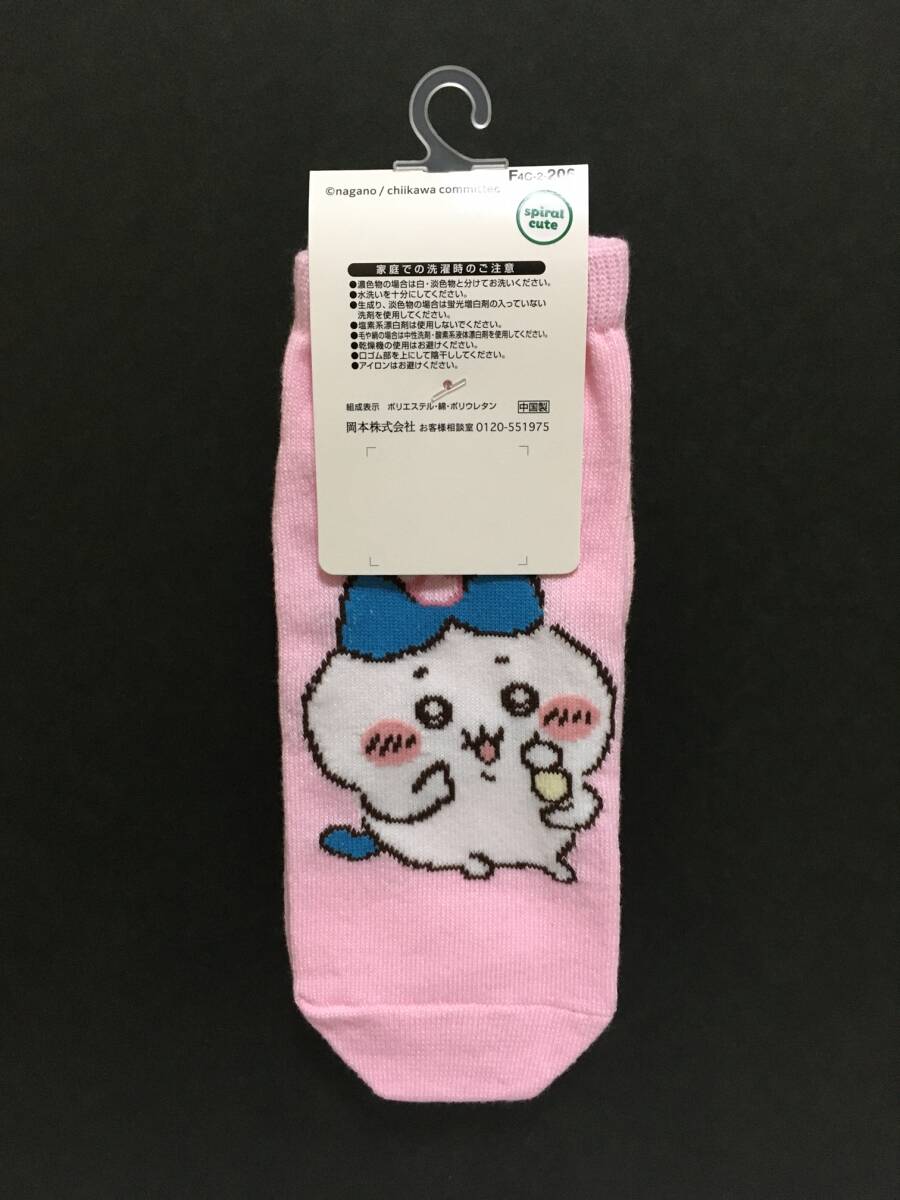 F4C-2-206
©nagano / chiikawa committee
spiral
cute
家庭での洗濯時のご注意
●濃色物の場合は白・淡色物と分けてお洗いください。
●水洗いを十分にしてください。
●生成り、淡色物の場合は蛍光増白剤の入っていない
洗剤を使用してください。
●塩素系漂白剤は使用しないでください。
●毛や絹の場合は中性洗剤・酸素系液体漂白剤を使用してください。
●乾燥機の使用はお避けください。
●口ゴム部を上にして陰干ししてください。
●アイロンはお避けください。
組成表示 ポリエステル・綿・ポリウレタン 中国製
岡本株式会社 お客様相談室 0120-551975